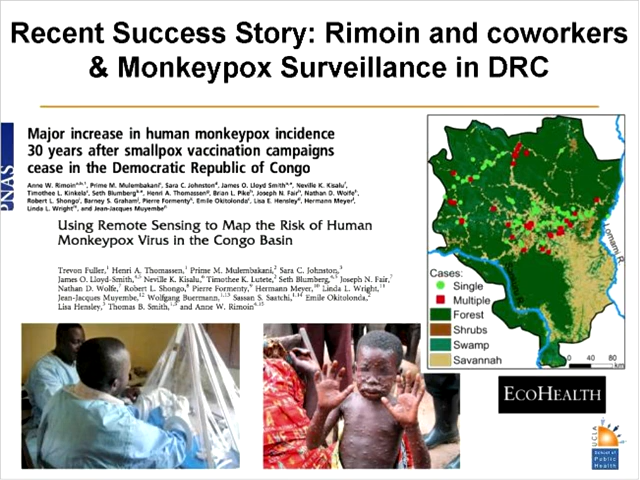 Recent Success Story: Rimoin and coworkers
& Monkeypox Surveillance in DRC
PNAS
Major increase in human monkeypox incidence
30 years after smallpox vaccination campaigns
cease in the Democratic Republic of Congo
Anne W. Rimoin Prime M. Mulembakani Sara C. Johnston James O. Lloyd Smith Neville K. Kisalu
Timothee L. Kinkela Seth Blumberg Henri A. Thomassen Brian L. Pike Joseph N. Fair Nathan D. Wolfe
Robert L. Shongo Barney S. Graham Pierre Formenty Emile Okitolonda Lisa E. Hensley Hermann Meyer
Linda L. Wright and Jean-Jacques Muyembe
Using Remote Sensing to Map the Risk of Human
Monkeypox Virus in the Congo Basin
Trevon Fuller, Henri A. Thomassen, Prime M. Mulembakani, Sara C. Johnston,
James O. Lloyd-Smith, Neville K. Kisalu, Timothee K. Lutete, Seth Blumberg, Joseph N. Fair,
Nathan D. Wolfe, Robert L. Shongo, Pierre Formenty, Hermann Meyer, Linda L. Wright,
Jean-Jacques Muyembe, Wolfgang Buermann, Sassan S. Saatchi, Emile Okitolonda,
Lisa Hensley, Thomas B. Smith, and Anne W. Rimoin
Lomami R.
Cases:
Single
Multiple
Forest
Shrubs
Swamp
Savannah
0 40 80
km
ECOHEALTH
UCLA
School of
Public
Health